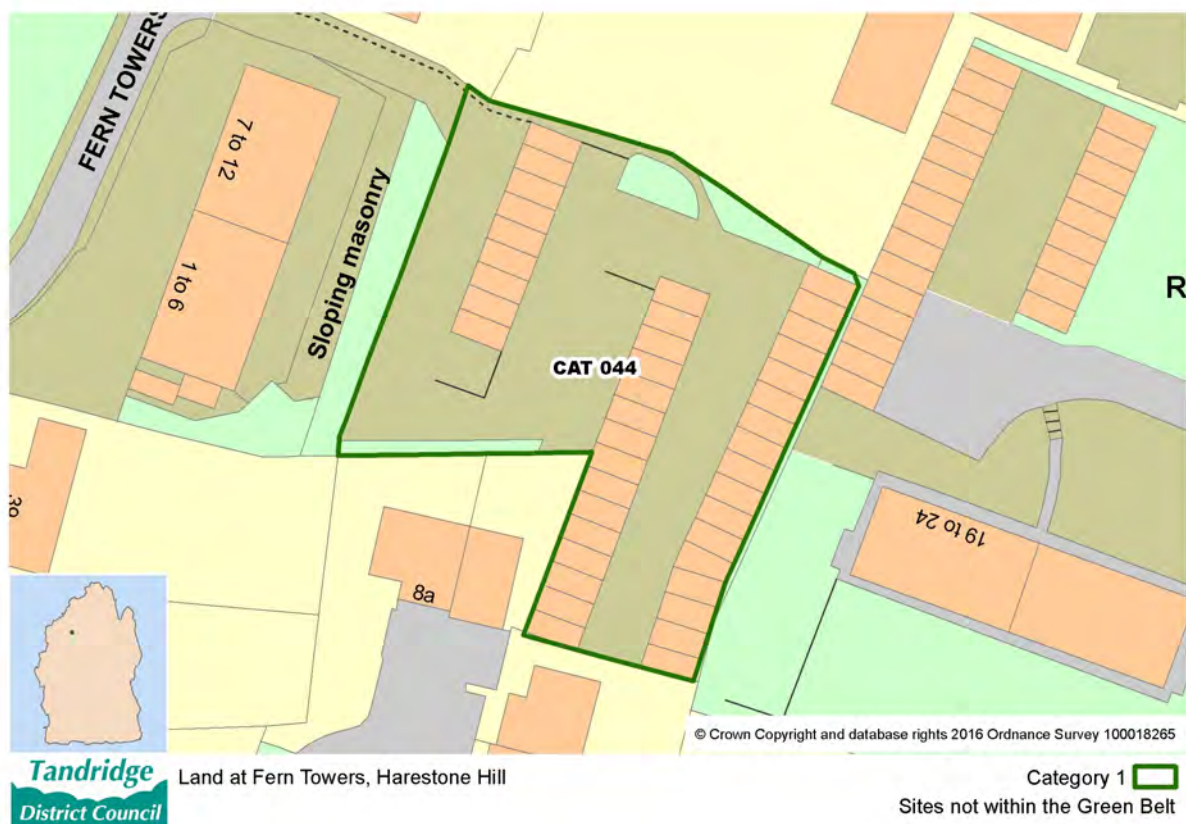 FERN TOWERS
7 to 12
1 to 6
Sloping masonry
CAT 044
R
19 to 24
8a
© Crown Copyright and database rights 2016 Ordnance Survey 100018265
Tandridge
District Council
Land at Fern Towers, Harestone Hill
Category 1
Sites not within the Green Belt